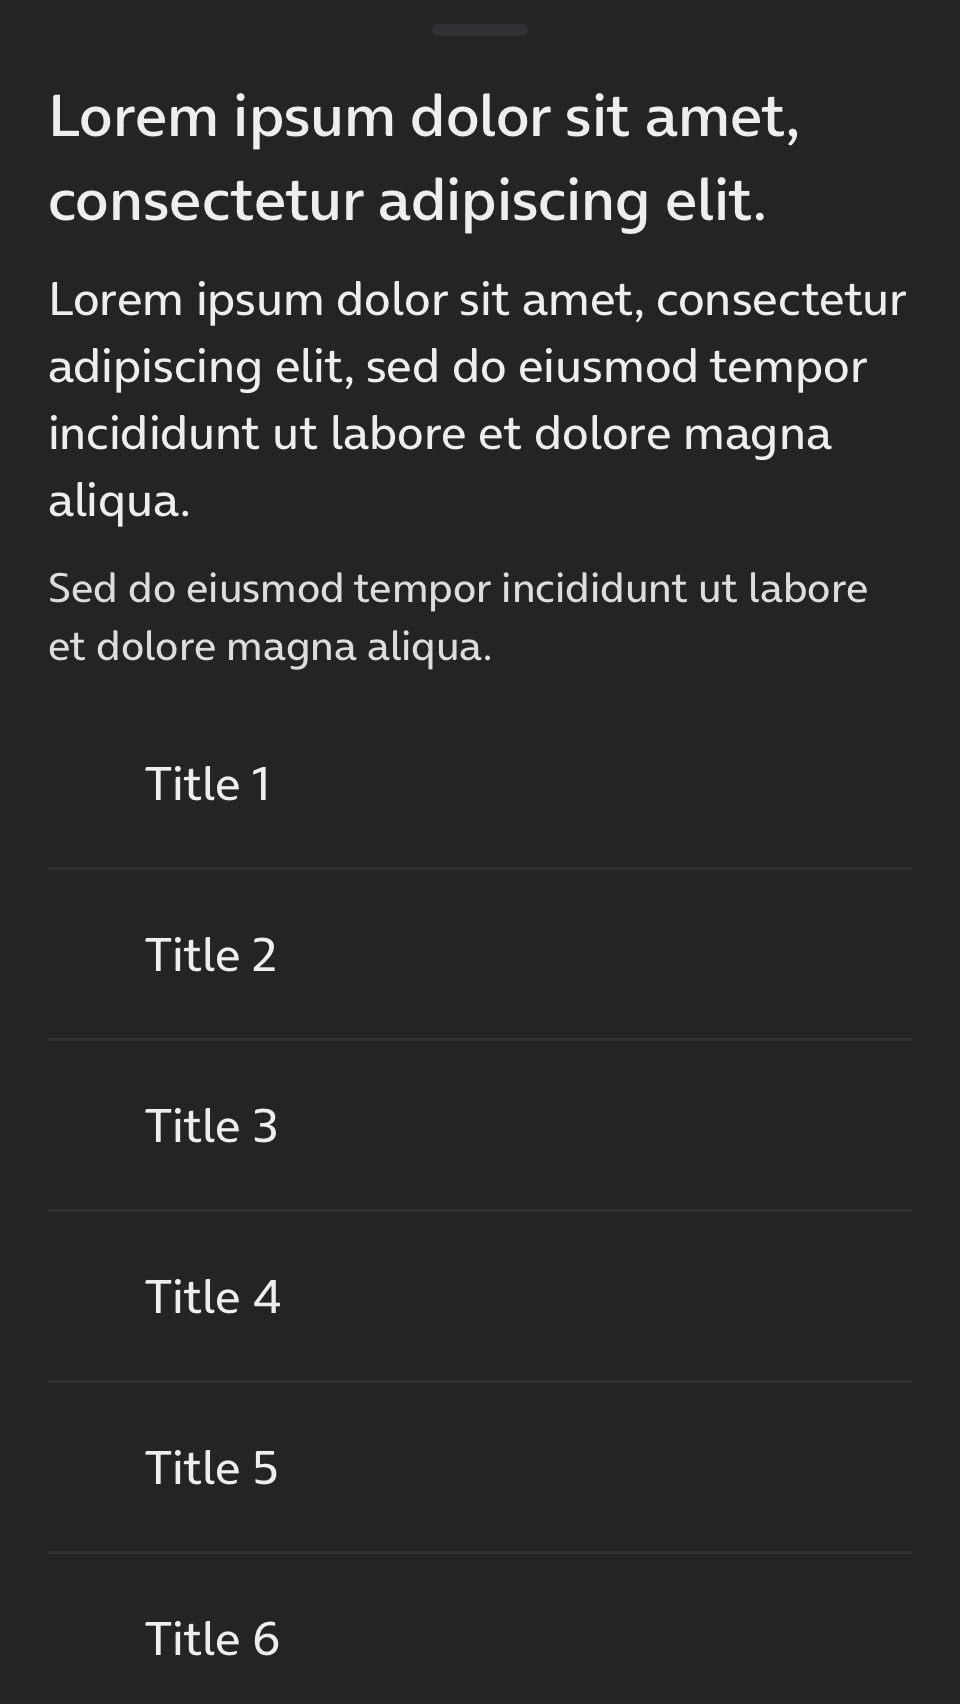 Lorem ipsum dolor sit amet,
consectetur adipiscing elit.
Lorem ipsum dolor sit amet, consectetur
adipiscing elit, sed do eiusmod tempor
incididunt ut labore et dolore magna
aliqua.
Sed do eiusmod tempor incididunt ut labore
et dolore magna aliqua.
Title 1
Title 2
Title 3
Title 4
Title 5
Title 6